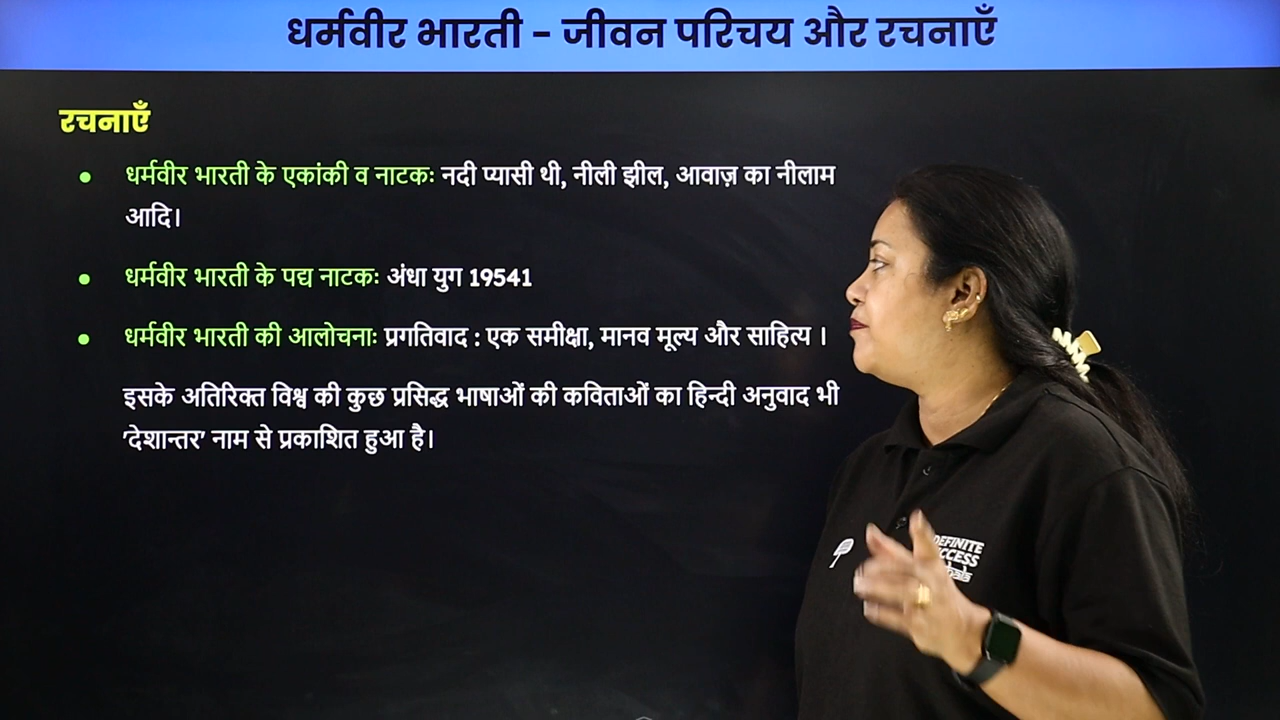 धर्मवीर भारती - जीवन परिचय और रचनाएँ
रचनाएँ
• धर्मवीर भारती के एकांकी व नाटकः नदी प्यासी थी, नीली झील, आवाज़ का नीलाम
आदि।
• धर्मवीर भारती के पद्य नाटकः अंधा युग 19541
• धर्मवीर भारती की आलोचनाः प्रगतिवाद : एक समीक्षा, मानव मूल्य और साहित्य ।
इसके अतिरिक्त विश्व की कुछ प्रसिद्ध भाषाओं की कविताओं का हिन्दी अनुवाद भी
'देशान्तर' नाम से प्रकाशित हुआ है।